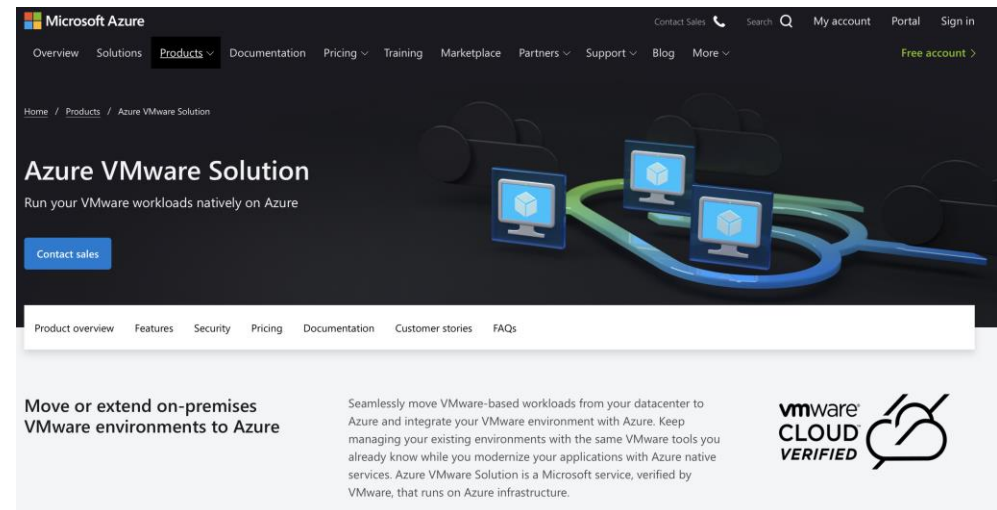 Microsoft Azure
Contact Sales
Search
My account
Portal
Sign in
Overview
Solutions
Products
Documentation
Pricing
Training
Marketplace
Partners
Support
Blog
More
Free account >
Home / Products / Azure VMware Solution
Azure VMware Solution
Run your VMware workloads natively on Azure
Contact sales
Product overview
Features
Security
Pricing
Documentation
Customer stories
FAQs
Move or extend on-premises
VMware environments to Azure
Seamlessly move VMware-based workloads from your datacenter to
Azure and integrate your VMware environment with Azure. Keep
managing your existing environments with the same VMware tools you
already know while you modernize your applications with Azure native
services. Azure VMware Solution is a Microsoft service, verified by
VMware, that runs on Azure infrastructure.
vmware®
CLOUD
VERIFIED